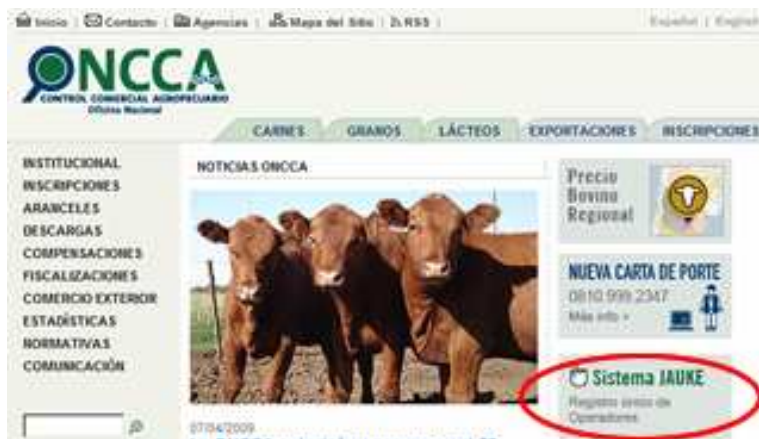 Inicio | Contacto | Agencias | Mapa del Sitio | RSS |
Español | English
ONCCA
CONTROL COMERCIAL AGROPECUARIO
Oficina Nacional
CARNES GRANOS LÁCTEOS EXPORTACIONES INSCRIPCIONES
INSTITUCIONAL
INSCRIPCIONES
ARANCELES
DESCARGAS
COMPENSACIONES
FISCALIZACIONES
COMERCIO EXTERIOR
ESTADÍSTICAS
NORMATIVAS
COMUNICACIÓN
NOTICIAS ONCCA
07/04/2009
Precio
Bovino
Regional
NUEVA CARTA DE PORTE
0810.999.2347
Más info »
Sistema JAUKE
Registro único de
Operadores